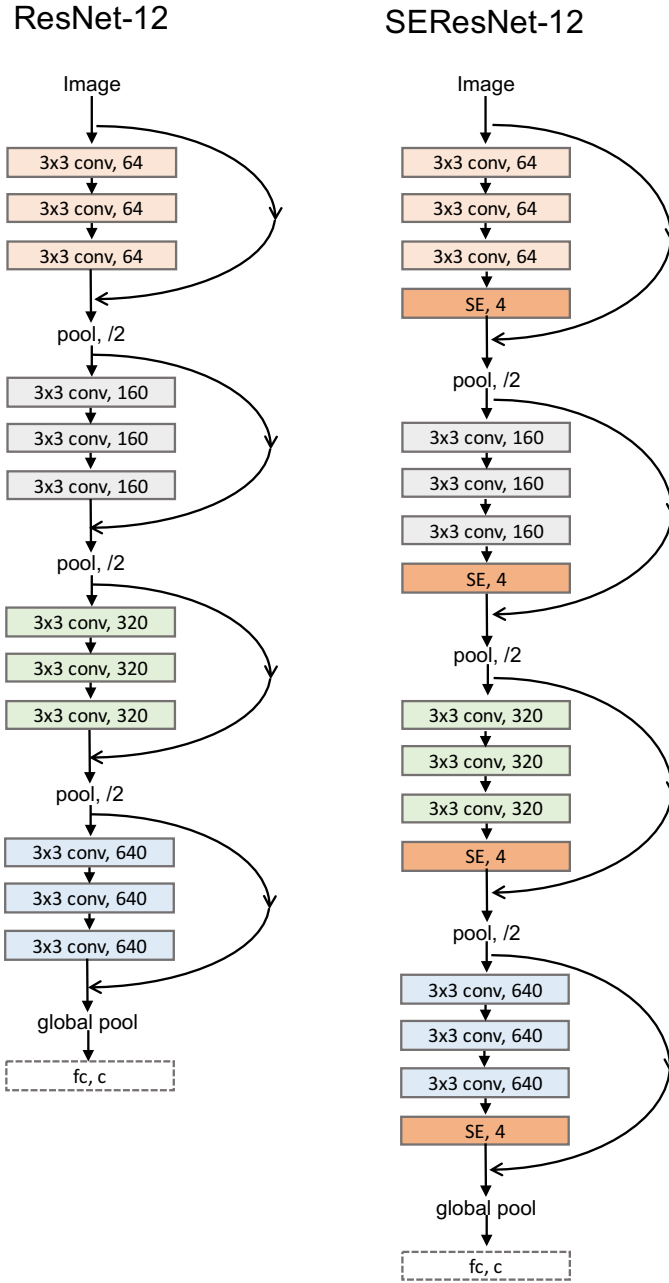 ResNet-12
Image
3x3 conv, 64
3x3 conv, 64
3x3 conv, 64
pool, /2
3x3 conv, 160
3x3 conv, 160
3x3 conv, 160
pool, /2
3x3 conv, 320
3x3 conv, 320
3x3 conv, 320
pool, /2
3x3 conv, 640
3x3 conv, 640
3x3 conv, 640
global pool
fc, c
SEResNet-12
Image
3x3 conv, 64
3x3 conv, 64
3x3 conv, 64
SE, 4
pool, /2
3x3 conv, 160
3x3 conv, 160
3x3 conv, 160
SE, 4
pool, /2
3x3 conv, 320
3x3 conv, 320
3x3 conv, 320
SE, 4
pool, /2
3x3 conv, 640
3x3 conv, 640
3x3 conv, 640
SE, 4
global pool
fc, c